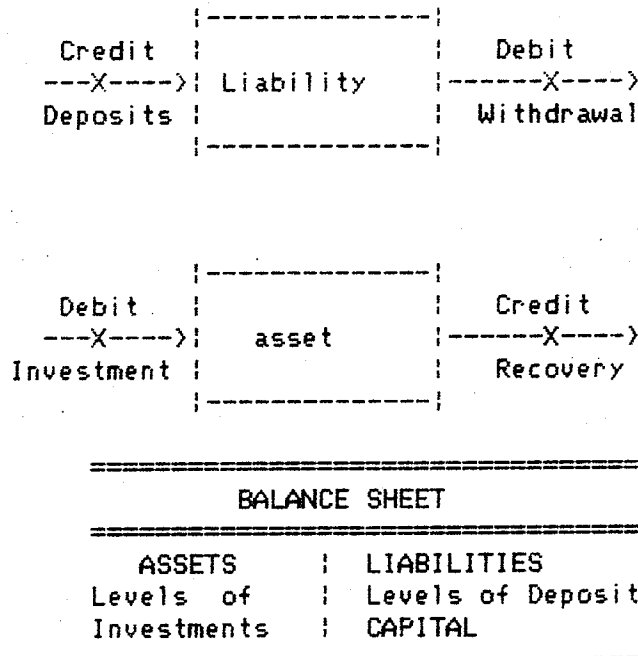 Credit Debit
---X----> Liability ------X---->
Deposits Withdrawal
Debit Credit
---X----> asset ------X---->
Investment Recovery
BALANCE SHEET
ASSETS ¦ LIABILITIES
Levels of ¦ Levels of Deposit
Investments ¦ CAPITAL